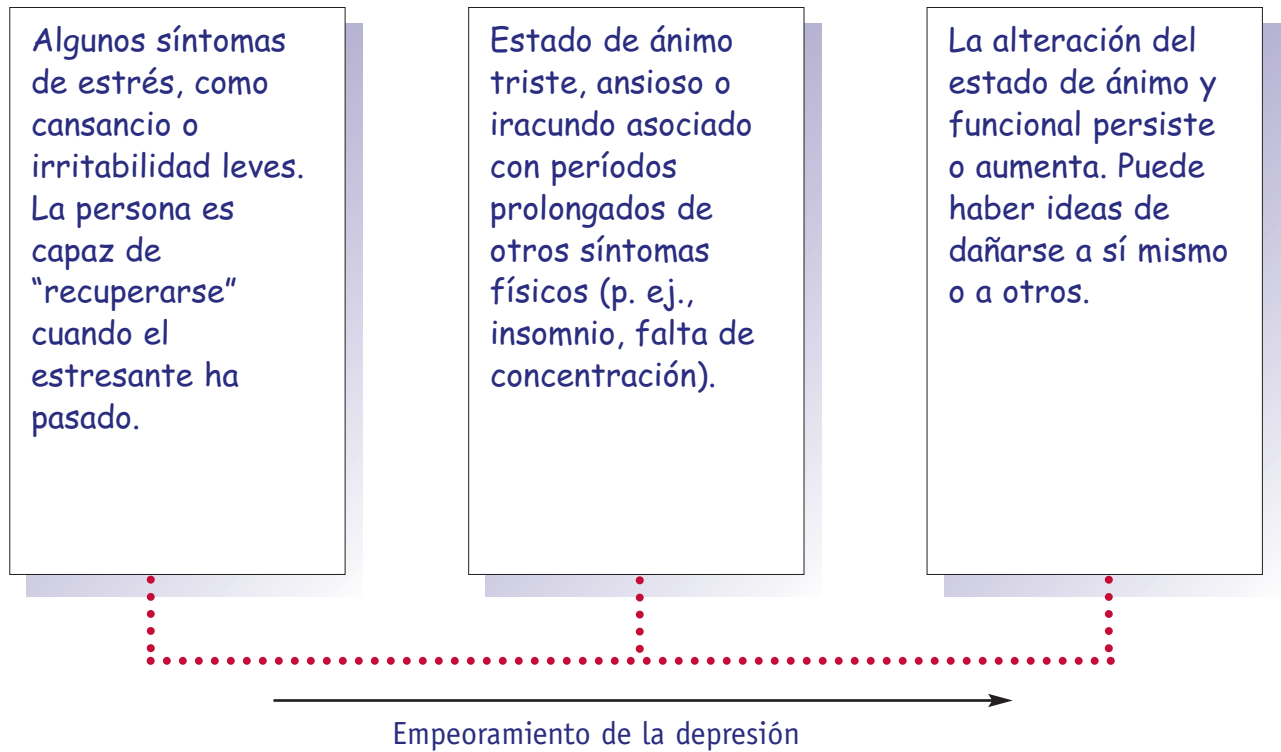 Algunos síntomas
de estrés, como
cansancio o
irritabilidad leves.
La persona es
capaz de
“recuperarse”
cuando el
estresante ha
pasado.
Estado de ánimo
triste, ansioso o
iracundo asociado
con períodos
prolongados de
otros síntomas
físicos (p. ej.,
insomnio, falta de
concentración).
La alteración del
estado de ánimo y
funcional persiste
o aumenta. Puede
haber ideas de
dañarse a sí mismo
o a otros.
Empeoramiento de la depresión